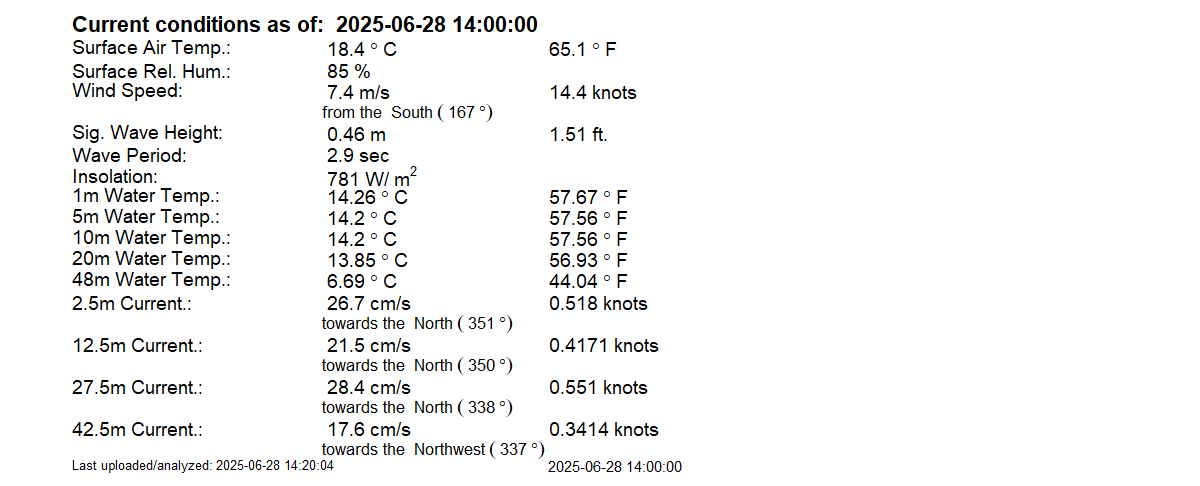 Current conditions as of: 2025-06-28 14:00:00
Surface Air Temp.: 18.4 ° C 65.1 ° F
Surface Rel. Hum.: 85 %
Wind Speed: 7.4 m/s 14.4 knots
from the South ( 167 °)
Sig. Wave Height: 0.46 m 1.51 ft.
Wave Period: 2.9 sec
Insolation: 781 W/ m²
1m Water Temp.: 14.26 ° C 57.67 ° F
5m Water Temp.: 14.2 ° C 57.56 ° F
10m Water Temp.: 14.2 ° C 57.56 ° F
20m Water Temp.: 13.85 ° C 56.93 ° F
48m Water Temp.: 6.69 ° C 44.04 ° F
2.5m Current.: 26.7 cm/s 0.518 knots
towards the North ( 351 °)
12.5m Current.: 21.5 cm/s 0.4171 knots
towards the North ( 350 °)
27.5m Current.: 28.4 cm/s 0.551 knots
towards the North ( 338 °)
42.5m Current.: 17.6 cm/s 0.3414 knots
towards the Northwest ( 337 °)
Last uploaded/analyzed: 2025-06-28 14:20:04 2025-06-28 14:00:00